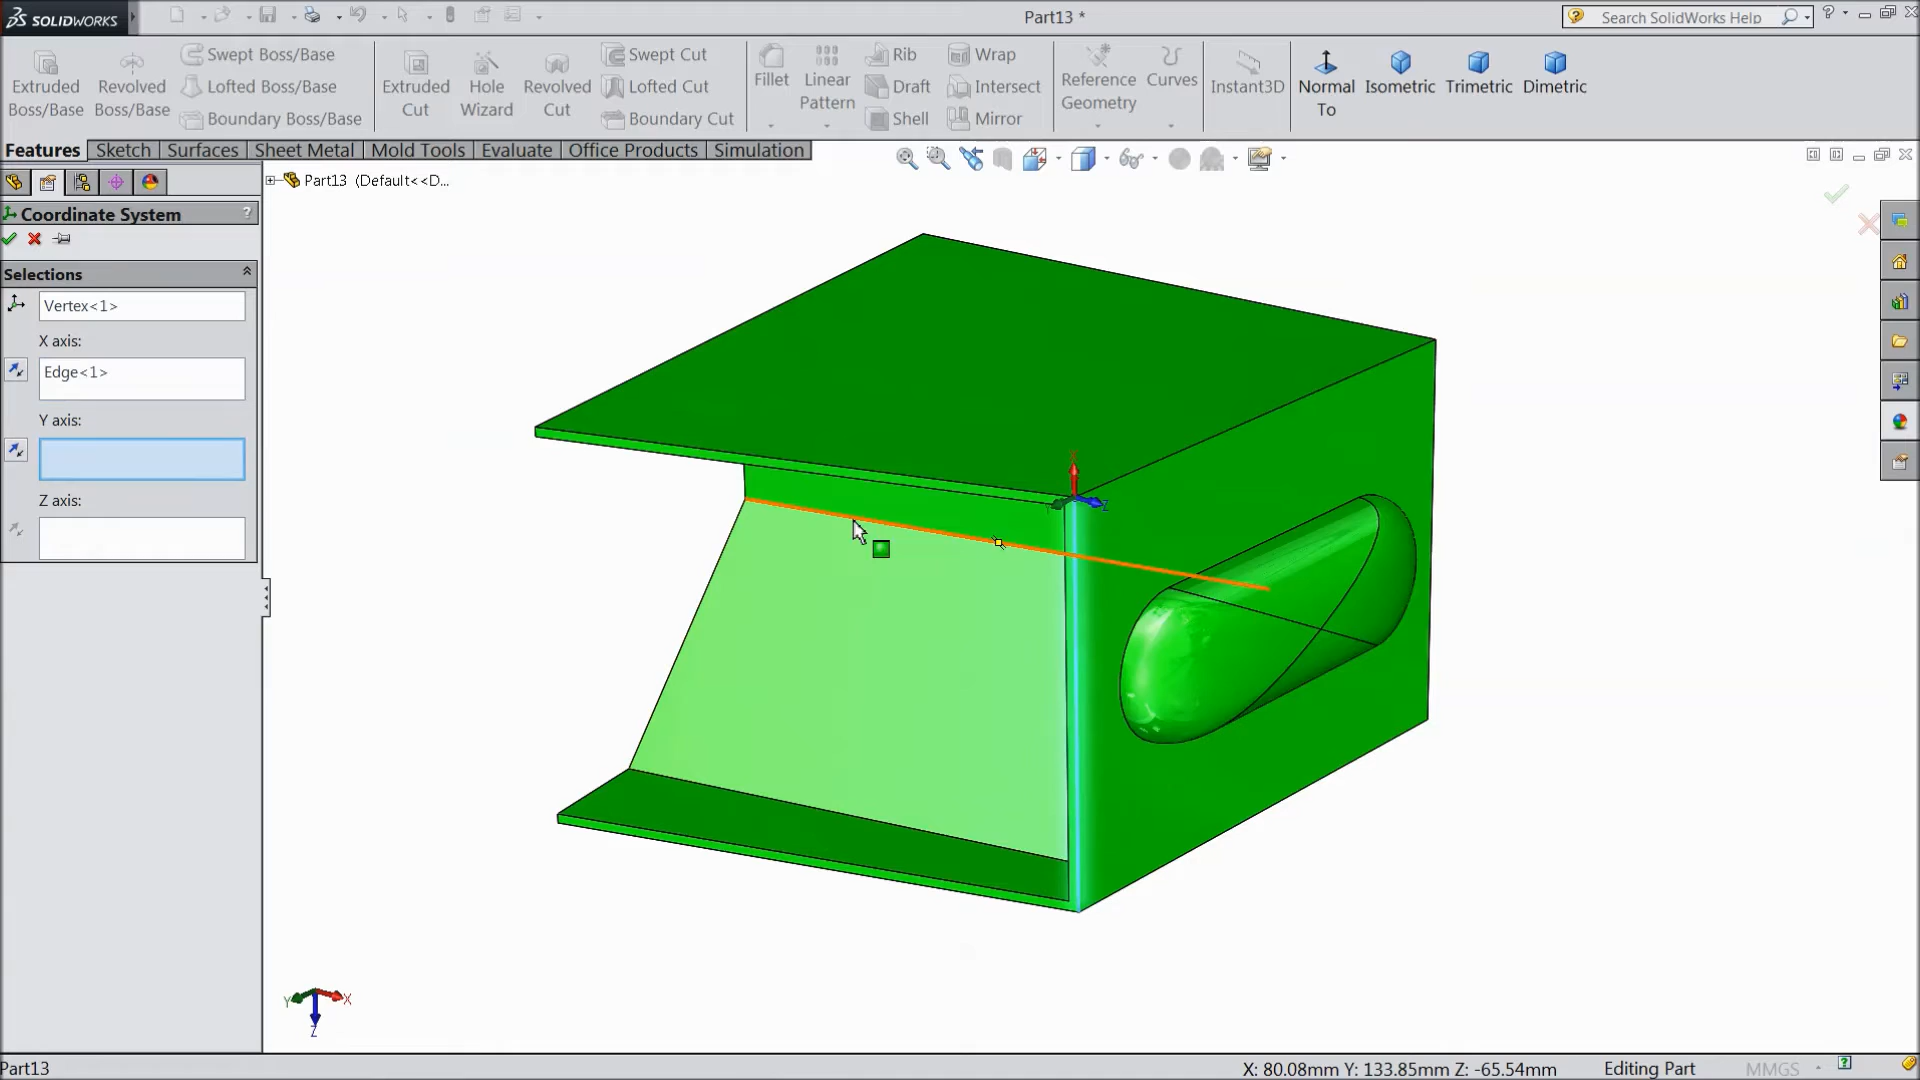 SOLIDWORKS
Part13 *
Search SolidWorks Help
?
Extruded Boss/Base
Revolved Boss/Base
Swept Boss/Base
Lofted Boss/Base
Boundary Boss/Base
Extruded Cut
Hole Wizard
Revolved Cut
Swept Cut
Lofted Cut
Boundary Cut
Fillet
Linear Pattern
Rib
Draft
Shell
Wrap
Intersect
Mirror
Reference Geometry
Curves
Instant3D
Normal To
Isometric
Trimetric
Dimetric
Features
Sketch
Surfaces
Sheet Metal
Mold Tools
Evaluate
Office Products
Simulation
Part13 (Default<<D...
Coordinate System
?
Selections
Vertex<1>
X axis:
Edge<1>
Y axis:
Z axis:
X
Y
Z
Y
X
Z
Part13
X: 80.08mm Y: 133.85mm Z: -65.54mm
Editing Part
MMGS
?